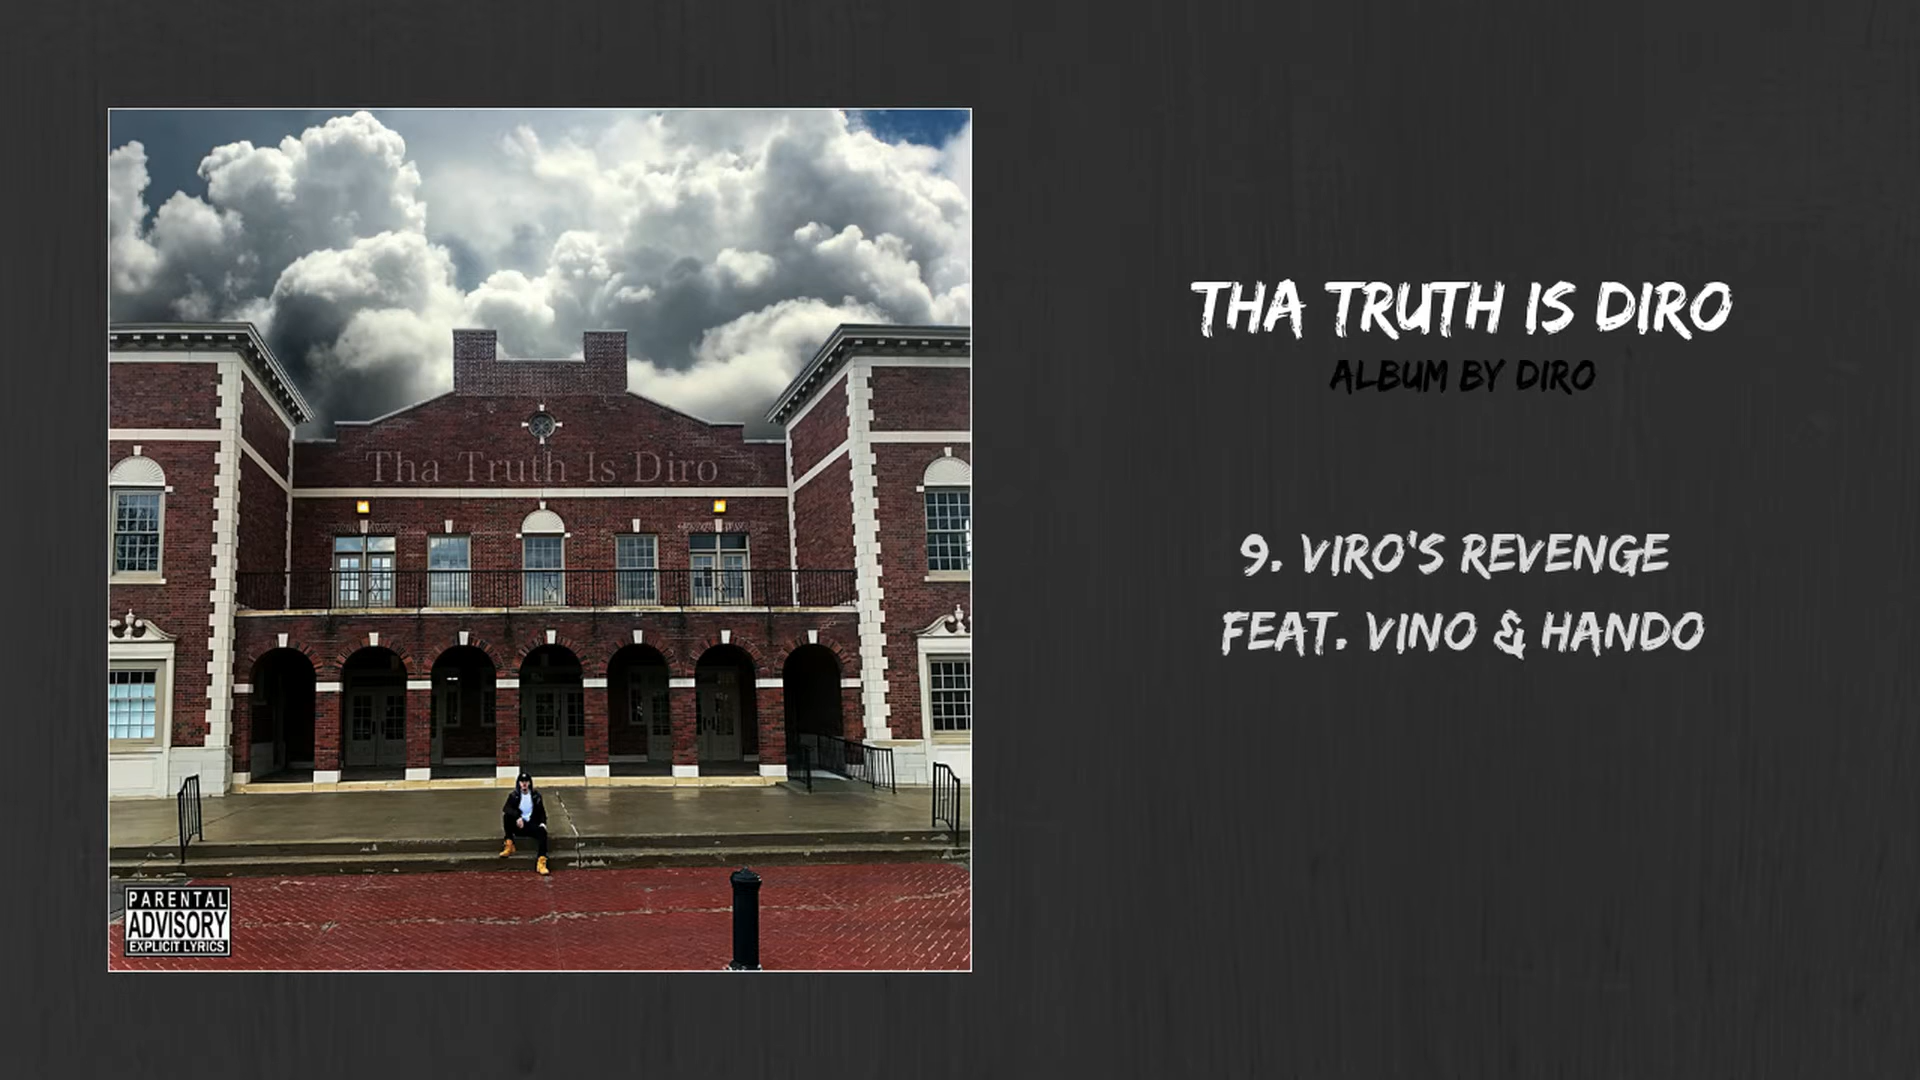 Tha Truth Is Diro
PARENTAL
ADVISORY
EXPLICIT LYRICS
THA TRUTH IS DIRO
ALBUM BY DIRO
9. VIRO'S REVENGE
FEAT. VINO & HANDO